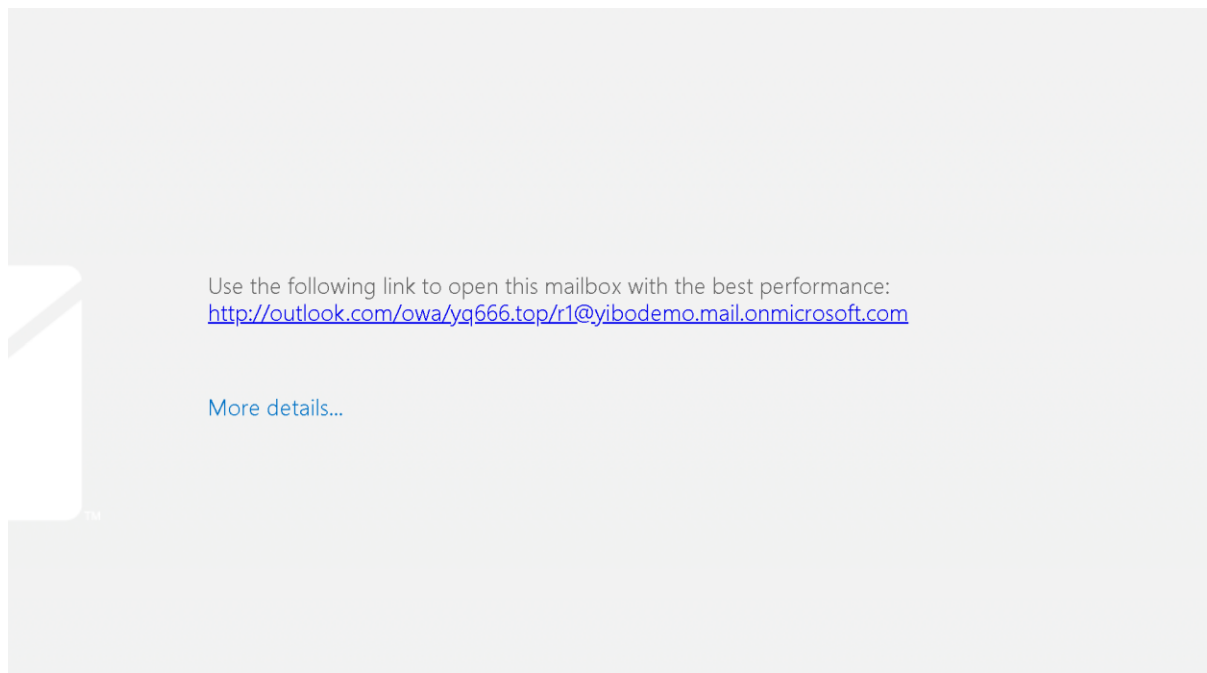 Use the following link to open this mailbox with the best performance:
http://outlook.com/owa/yq666.top/r1@yibodemo.mail.onmicrosoft.com
More details...
TM